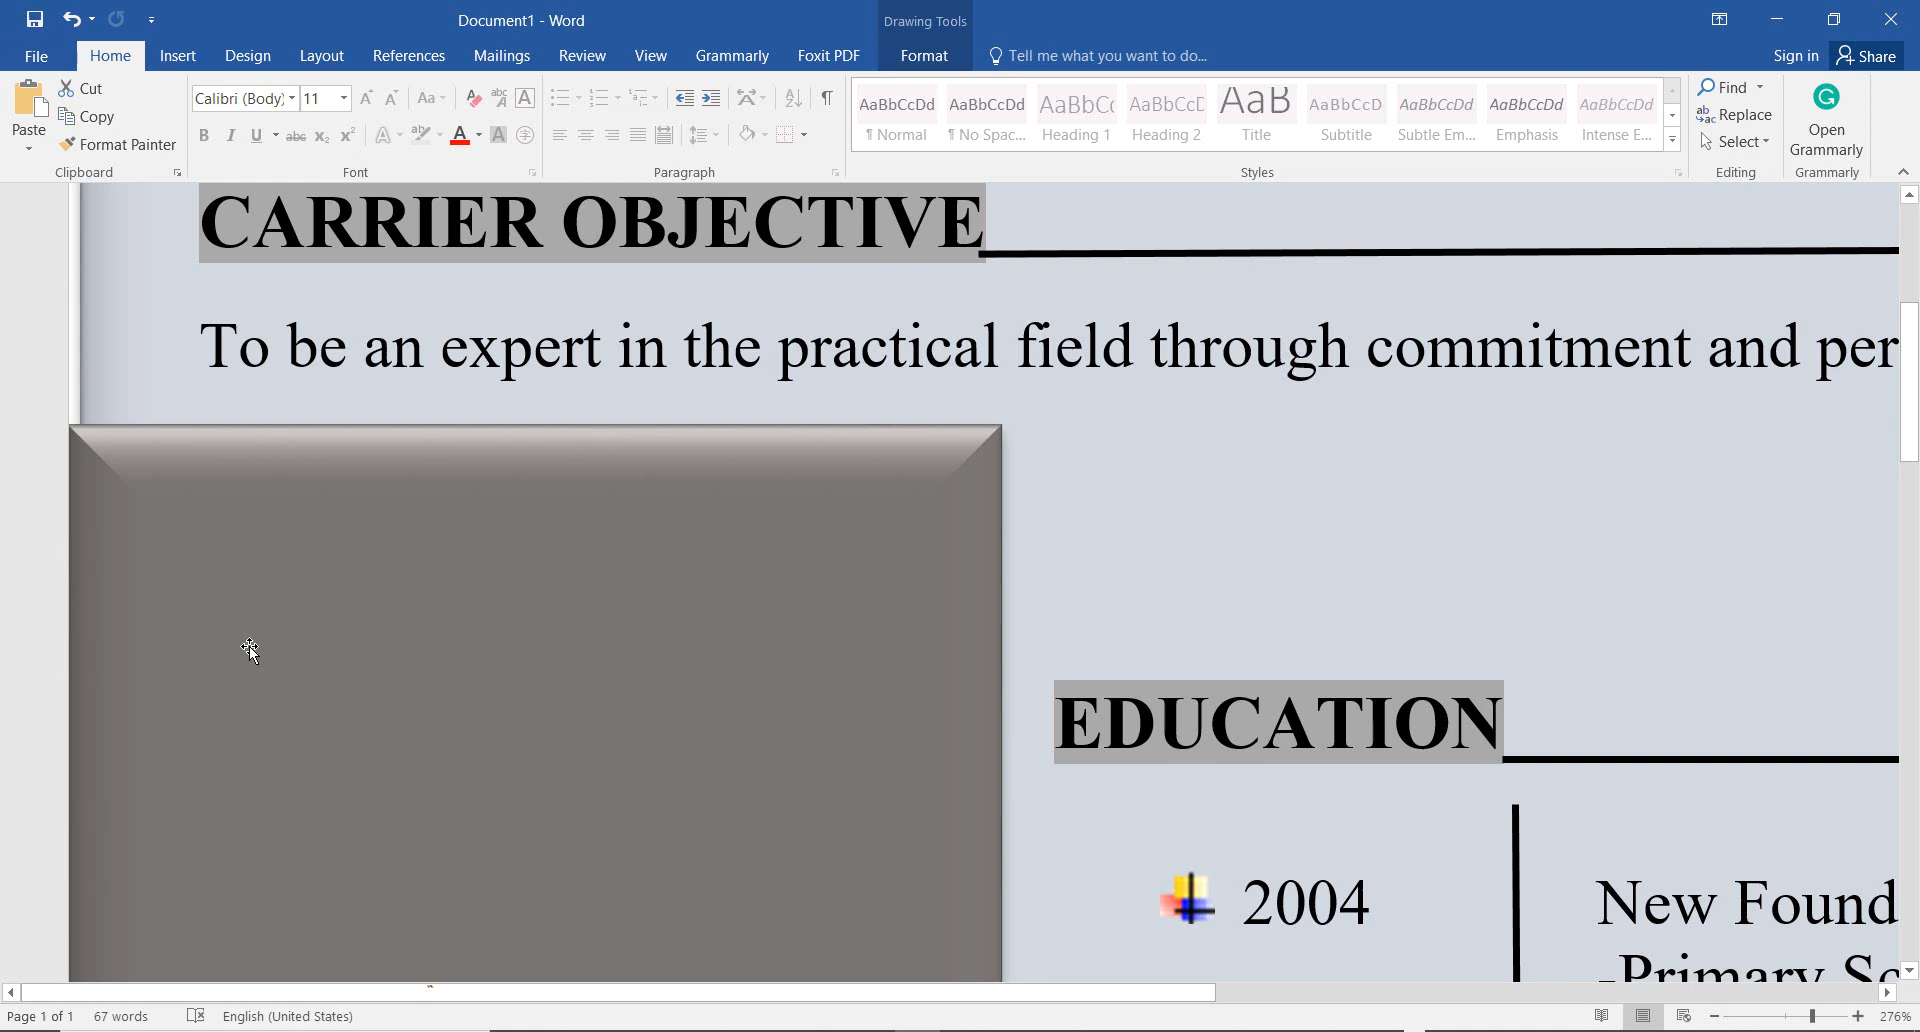 Document1 - Word
Drawing Tools
File Home Insert Design Layout References Mailings Review View Grammarly Foxit PDF Format Tell me what you want to do... Sign in Share
Paste
Cut
Copy
Format Painter
Clipboard
Calibri (Body) 11
Font
Paragraph
AaBbCcDd AaBbCcDd AaBbCc AaBbCcC AaB AaBbCcD AaBbCcDd AaBbCcDd AaBbCcDd
¶ Normal ¶ No Spac... Heading 1 Heading 2 Title Subtitle Subtle Em... Emphasis Intense E...
Styles
Find
Replace
Select
Editing
Open
Grammarly
Grammarly
CARRIER OBJECTIVE
To be an expert in the practical field through commitment and per
EDUCATION
2004
New Found
-Primary Sc
Page 1 of 1 67 words English (United States) 276%